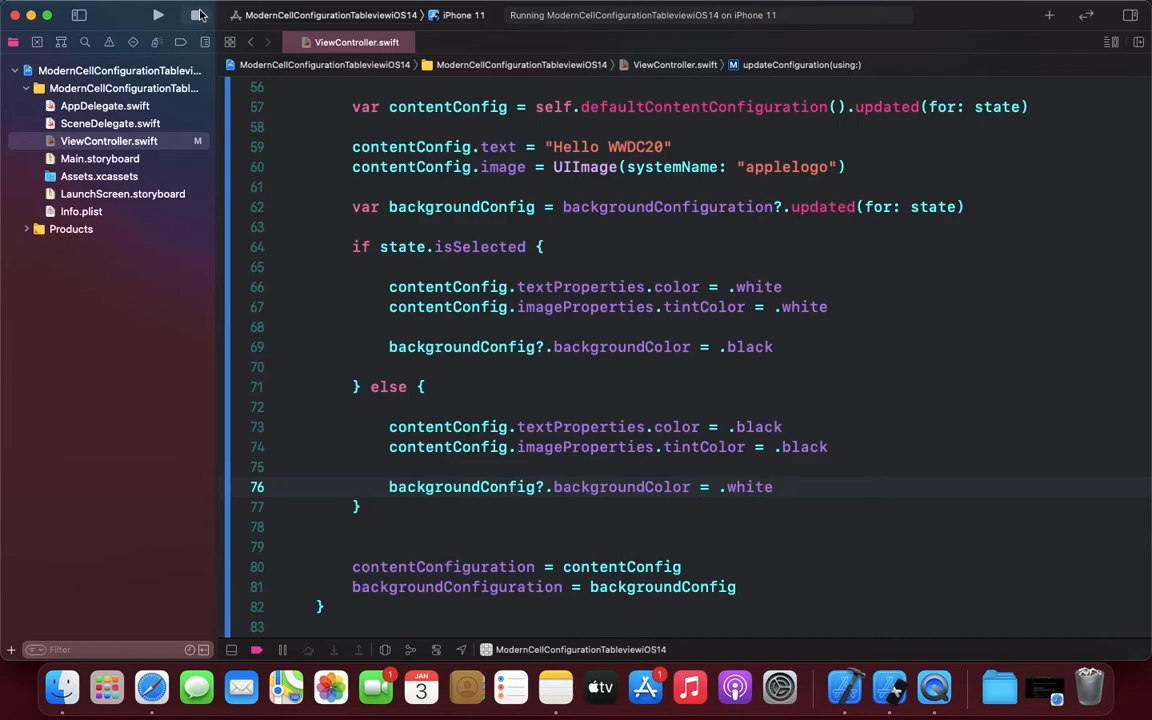 ModernCellConfigurationTableviewiOS14 〉 iPhone 11
Running ModernCellConfigurationTableviewiOS14 on iPhone 11
ViewController.swift
ModernCellConfigurationTablevi...
ModernCellConfigurationTableviewiOS14 〉 ModernCellConfigurationTableviewiOS14 〉 ViewController.swift 〉 M updateConfiguration(using:)
ModernCellConfigurationTabl...
AppDelegate.swift
SceneDelegate.swift
ViewController.swift M
Main.storyboard
Assets.xcassets
LaunchScreen.storyboard
Info.plist
Products
56
57 var contentConfig = self.defaultContentConfiguration().updated(for: state)
58
59 contentConfig.text = "Hello WWDC20"
60 contentConfig.image = UIImage(systemName: "applelogo")
61
62 var backgroundConfig = backgroundConfiguration?.updated(for: state)
63
64 if state.isSelected {
65
66 contentConfig.textProperties.color = .white
67 contentConfig.imageProperties.tintColor = .white
68
69 backgroundConfig?.backgroundColor = .black
70
71 } else {
72
73 contentConfig.textProperties.color = .black
74 contentConfig.imageProperties.tintColor = .black
75
76 backgroundConfig?.backgroundColor = .white
77 }
78
79
80 contentConfiguration = contentConfig
81 backgroundConfiguration = backgroundConfig
82 }
83
Filter
ModernCellConfigurationTableviewiOS14
1
JAN
3
tv
1